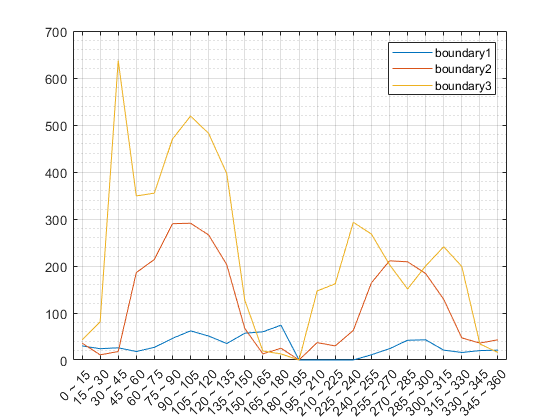 700
600
500
400
300
200
100
0
boundary1
boundary2
boundary3
0 ~ 15
15 ~ 30
30 ~ 45
45 ~ 60
60 ~ 75
75 ~ 90
90 ~ 105
105 ~ 120
120 ~ 135
135 ~ 150
150 ~ 165
165 ~ 180
180 ~ 195
195 ~ 210
210 ~ 225
225 ~ 240
240 ~ 255
255 ~ 270
270 ~ 285
285 ~ 300
300 ~ 315
315 ~ 330
330 ~ 345
345 ~ 360